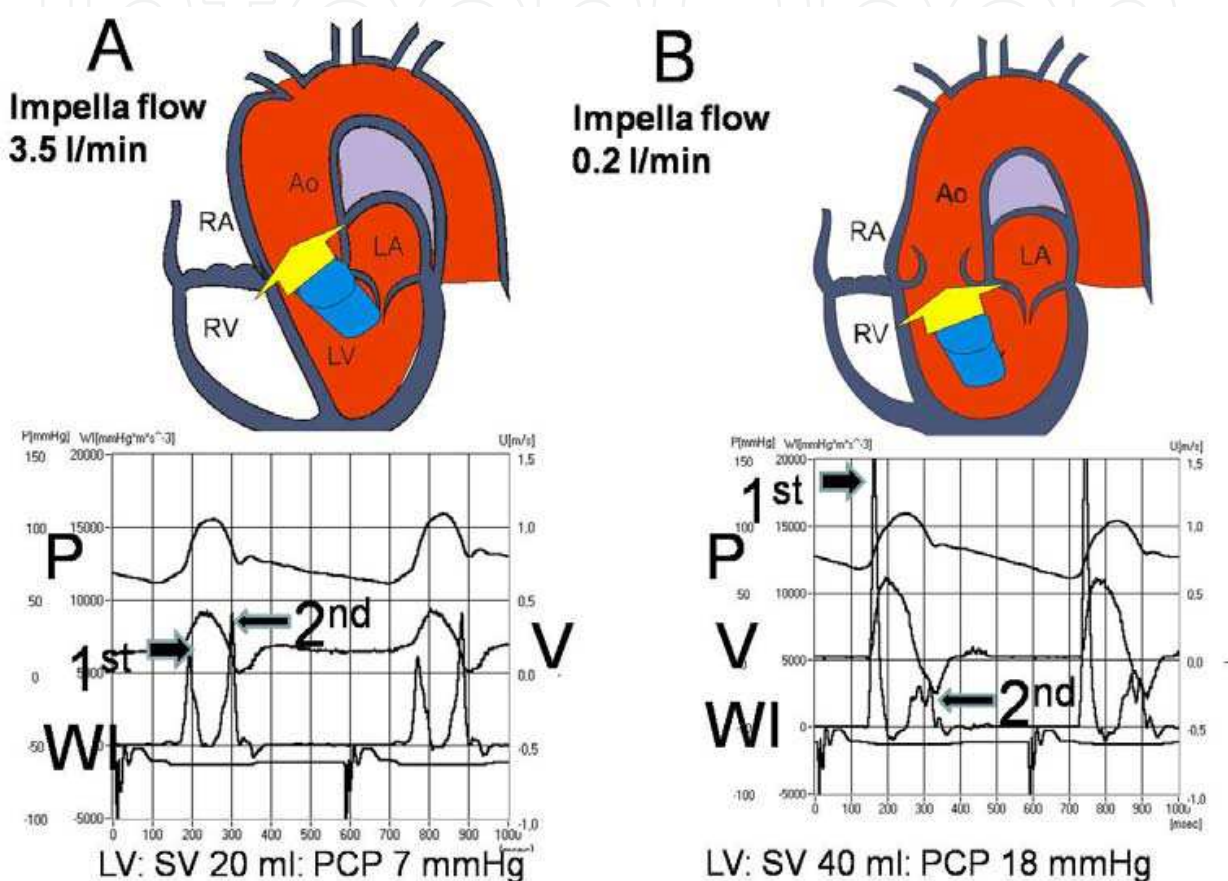 A
Impella flow
3.5 l/min
Ao
RA
LA
RV
LV
B
Impella flow
0.2 l/min
Ao
RA
LA
RV
P[mmHg] WI[mmHg*m*s^-3] U[m/s]
150 20000 1,5
100 15000 1,0
50 10000 0,5
0 5000 0,0
-50 0 -0,5
-100 -5000 -1,0
0 100 200 300 400 500 600 700 800 900
P
1st
2nd
V
WI
LV: SV 20 ml: PCP 7 mmHg
P[mmHg] WI[mmHg*m*s^-3] U[m/s]
150 20000 1,5
100 15000 1,0
50 10000 0,5
0 5000 0,0
0 -0,5
-100 -5000 -1,0
0 100 200 300 400 500 600 700 800 900 1000
[msec]
1st
P
V
2nd
WI
LV: SV 40 ml: PCP 18 mmHg